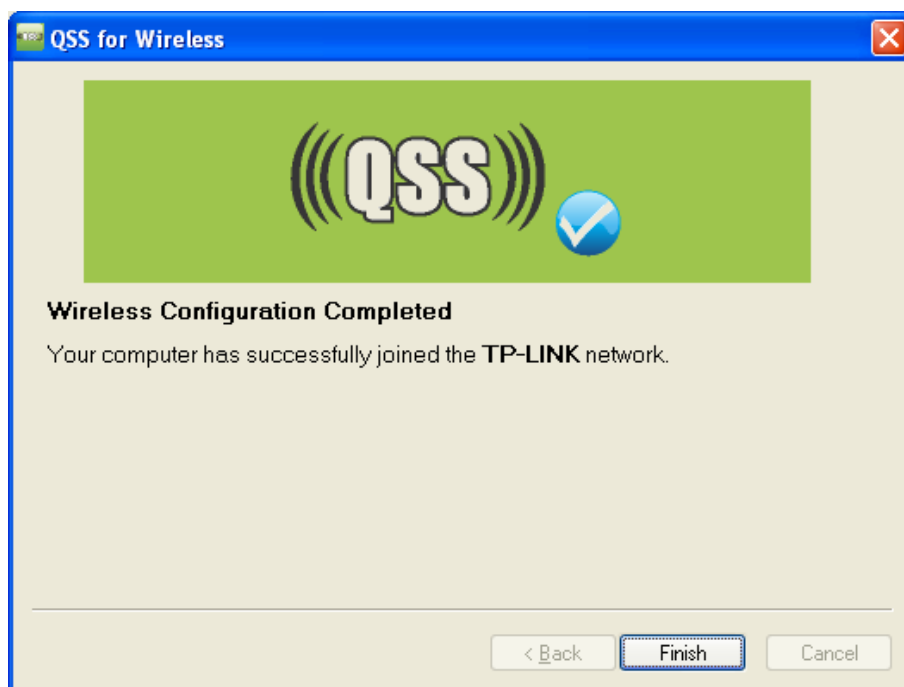 QSS for Wireless
QSS
Wireless Configuration Completed
Your computer has successfully joined the TP-LINK network.
< Back Finish Cancel